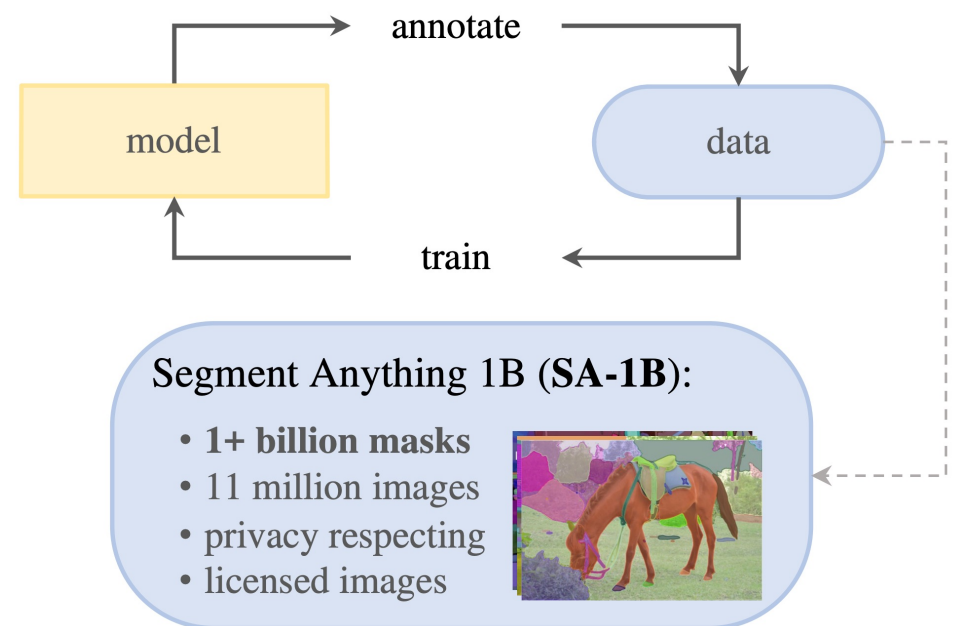 annotate
model
data
train
Segment Anything 1B (SA-1B):
• 1+ billion masks
• 11 million images
• privacy respecting
• licensed images